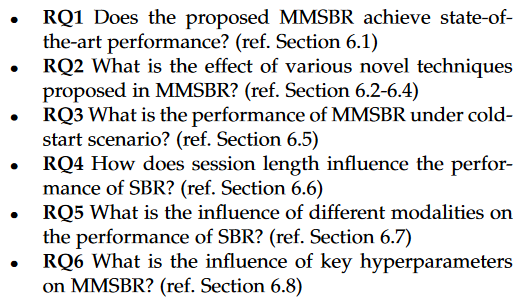 • RQ1 Does the proposed MMSBR achieve state-of-
the-art performance? (ref. Section 6.1)
• RQ2 What is the effect of various novel techniques
proposed in MMSBR? (ref. Section 6.2-6.4)
• RQ3 What is the performance of MMSBR under cold-
start scenario? (ref. Section 6.5)
• RQ4 How does session length influence the perfor-
mance of SBR? (ref. Section 6.6)
• RQ5 What is the influence of different modalities on
the performance of SBR? (ref. Section 6.7)
• RQ6 What is the influence of key hyperparameters
on MMSBR? (ref. Section 6.8)